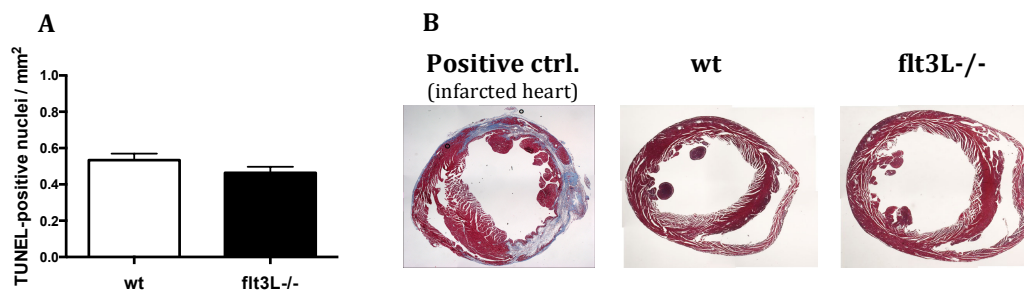 A
TUNEL-positive nuclei / mm2
1.0
0.8
0.6
0.4
0.2
0.0
wt
flt3L-/-
B
Positive ctrl.
(infarcted heart)
wt
flt3L-/-